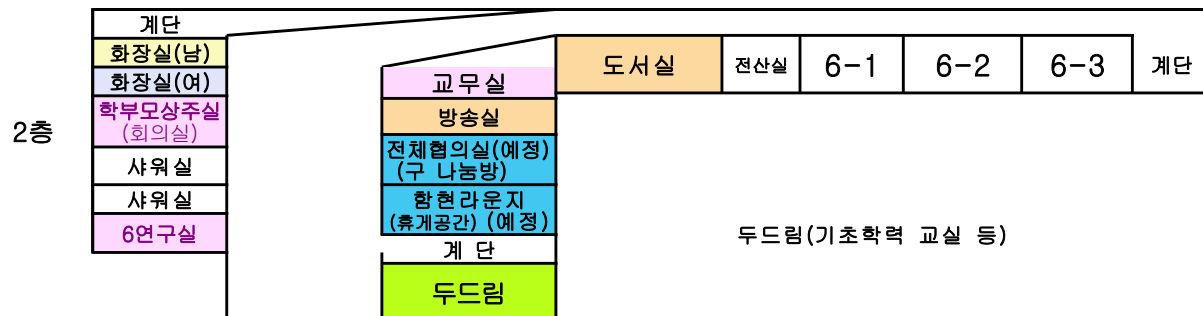 2층
계단
화장실(남)
화장실(여)
학부모상주실
(회의실)
샤워실
샤워실
6연구실
교무실
방송실
전체협의실(예정)
(구 나눔방)
함현라운지
(휴게공간) (예정)
계 단
두드림
도서실
전산실
6-1
6-2
6-3
계단
두드림(기초학력 교실 등)